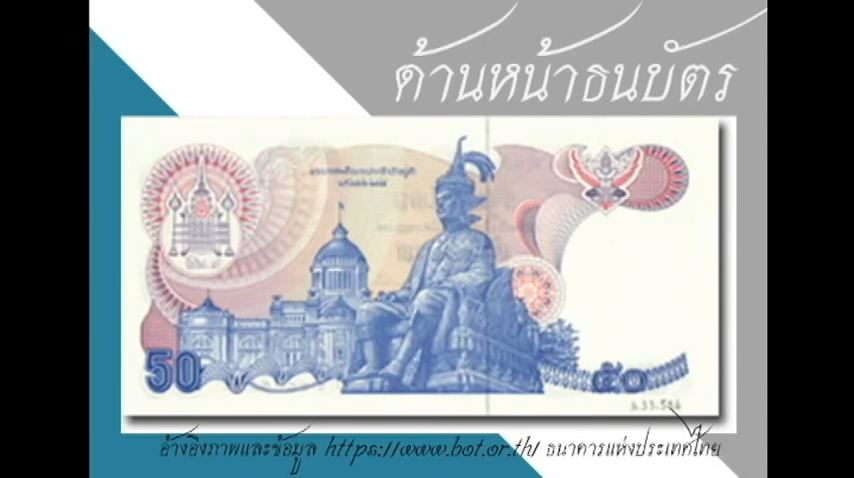 ด้านหน้าธนบัตร
50
๕๐
อ้างอิงภาพและข้อมูล https://www.bot.or.th/ ธนาคารแห่งประเทศไทย